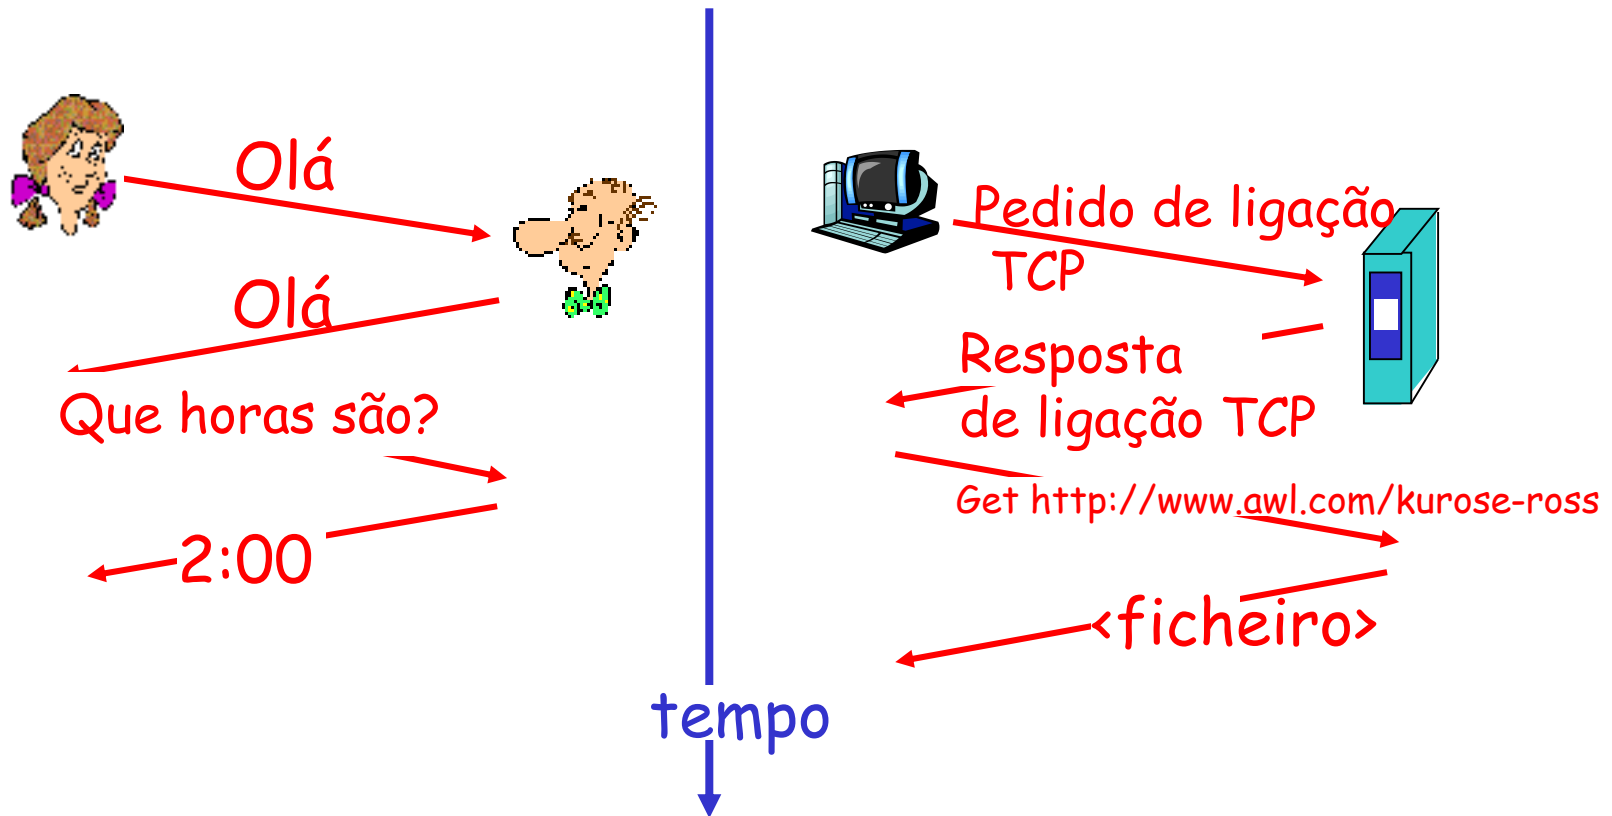 Olá
Olá
Que horas são?
2:00
Pedido de ligação
TCP
Resposta
de ligação TCP
Get http://www.awl.com/kurose-ross
<ficheiro>
tempo